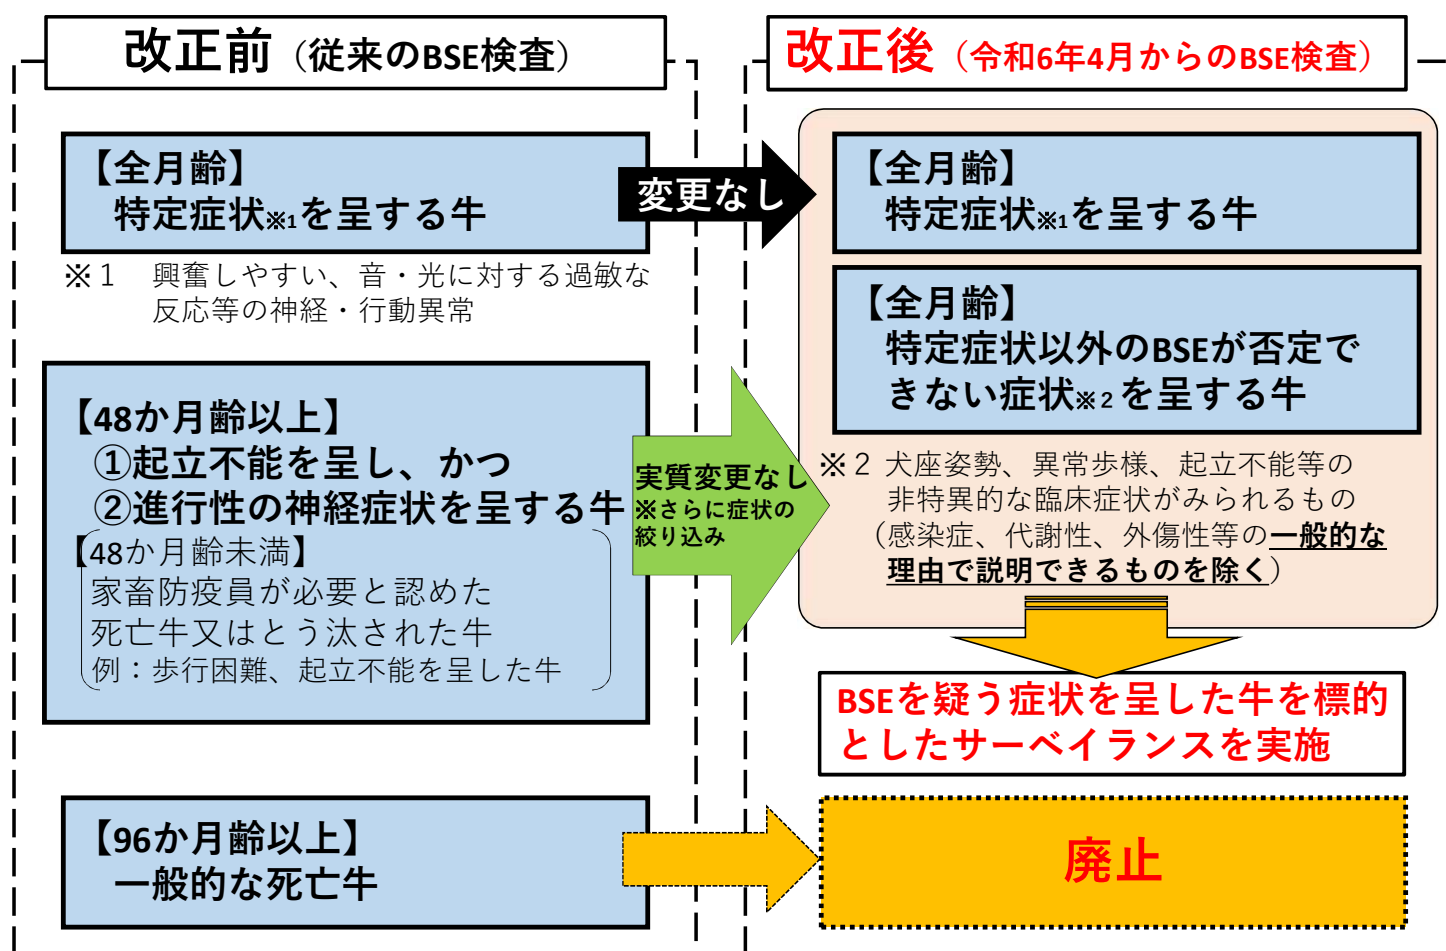 改正前（従来のBSE検査）
【全月齢】
特定症状※1を呈する牛
※１　興奮しやすい、音・光に対する過敏な
反応等の神経・行動異常
【48か月齢以上】
①起立不能を呈し、かつ
②進行性の神経症状を呈する牛
【48か月齢未満】
家畜防疫員が必要と認めた
死亡牛又はとう汰された牛
例：歩行困難、起立不能を呈した牛
【96か月齢以上】
一般的な死亡牛
変更なし
実質変更なし
※さらに症状の
絞り込み
改正後（令和6年4月からのBSE検査）
【全月齢】
特定症状※1を呈する牛
【全月齢】
特定症状以外のBSEが否定で
きない症状※２を呈する牛
※２ 犬座姿勢、異常歩様、起立不能等の
非特異的な臨床症状がみられるもの
（感染症、代謝性、外傷性等の一般的な
理由で説明できるものを除く）
BSEを疑う症状を呈した牛を標的
としたサーベイランスを実施
廃止